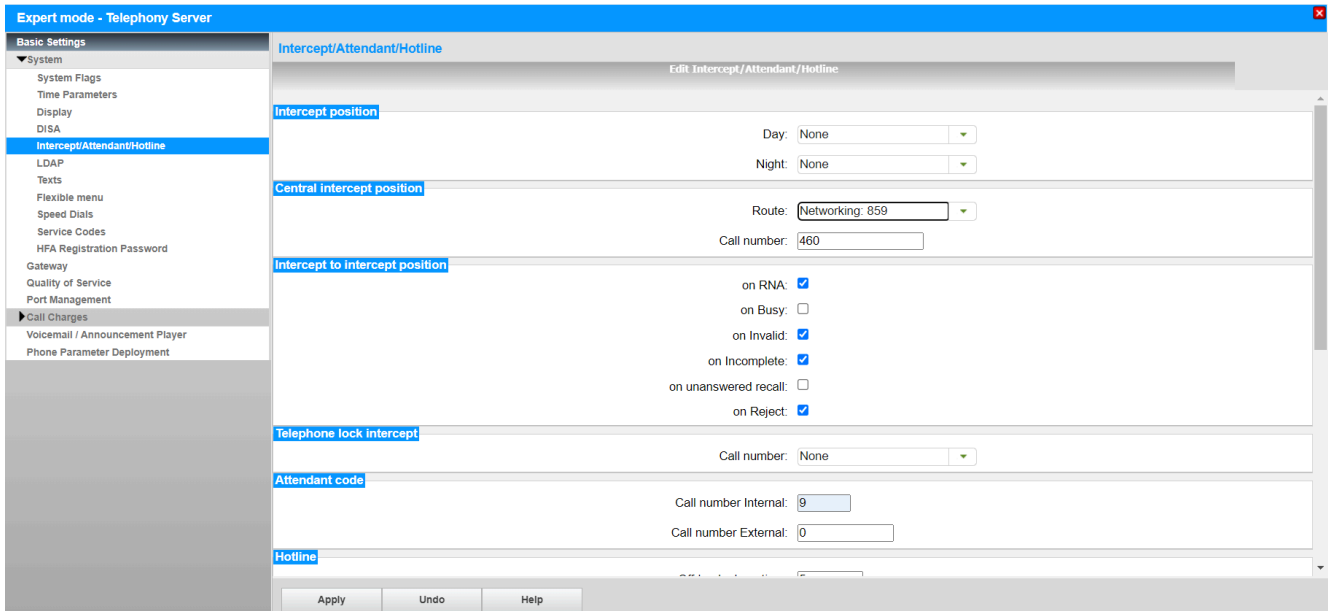 Expert mode - Telephony Server
Basic Settings
System
System Flags
Time Parameters
Display
DISA
Intercept/Attendant/Hotline
LDAP
Texts
Flexible menu
Speed Dials
Service Codes
HFA Registration Password
Gateway
Quality of Service
Port Management
Call Charges
Voicemail / Announcement Player
Phone Parameter Deployment
Intercept/Attendant/Hotline
Edit Intercept/Attendant/Hotline
Intercept position
Day: None
Night: None
Central intercept position
Route: Networking: 859
Call number: 460
Intercept to intercept position
on RNA:
on Busy:
on Invalid:
on Incomplete:
on unanswered recall:
on Reject:
Telephone lock intercept
Call number: None
Attendant code
Call number Internal: 9
Call number External: 0
Hotline
Apply Undo Help